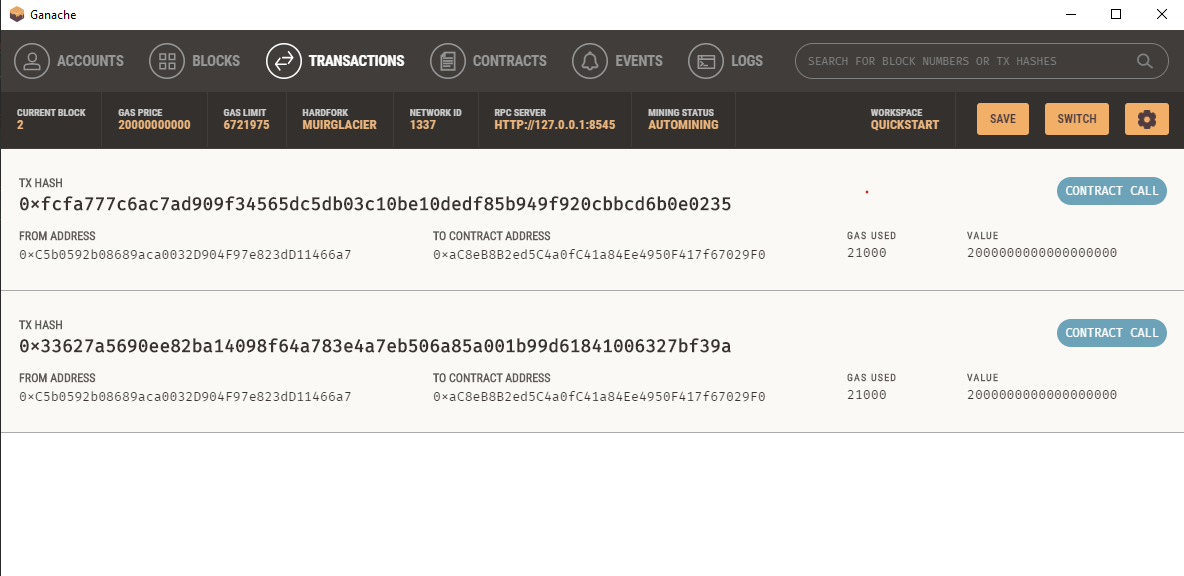 Ganache
ACCOUNTS BLOCKS TRANSACTIONS CONTRACTS EVENTS LOGS SEARCH FOR BLOCK NUMBERS OR TX HASHES
CURRENT BLOCK GAS PRICE GAS LIMIT HARDFORK NETWORK ID RPC SERVER MINING STATUS WORKSPACE
2 20000000000 6721975 MUIRGLACIER 1337 HTTP://127.0.0.1:8545 AUTOMINING QUICKSTART SAVE SWITCH
TX HASH
0×fcfa777c6ac7ad909f34565dc5db03c10be10dedf85b949f920cbbcd6b0e0235 CONTRACT CALL
FROM ADDRESS TO CONTRACT ADDRESS GAS USED VALUE
0×C5b0592b08689aca0032D904F97e823dD11466a7 0×aC8eB8B2ed5C4a0fC41a84Ee4950F417f67029F0 21000 2000000000000000000
TX HASH
0×33627a5690ee82ba14098f64a783e4a7eb506a85a001b99d61841006327bf39a CONTRACT CALL
FROM ADDRESS TO CONTRACT ADDRESS GAS USED VALUE
0×C5b0592b08689aca0032D904F97e823dD11466a7 0×aC8eB8B2ed5C4a0fC41a84Ee4950F417f67029F0 21000 2000000000000000000